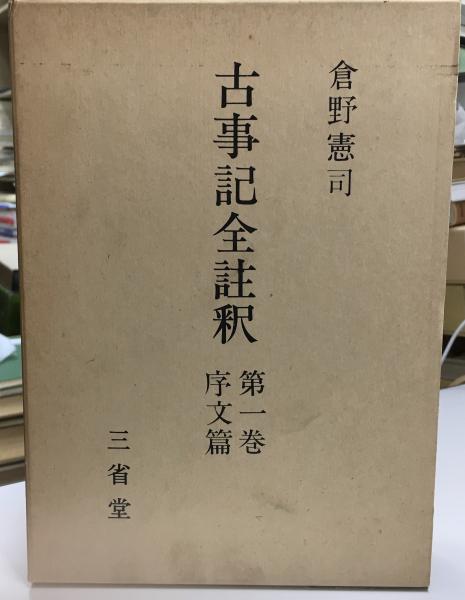 倉野憲司
古事記全註釈
第一巻
序文篇
三省堂